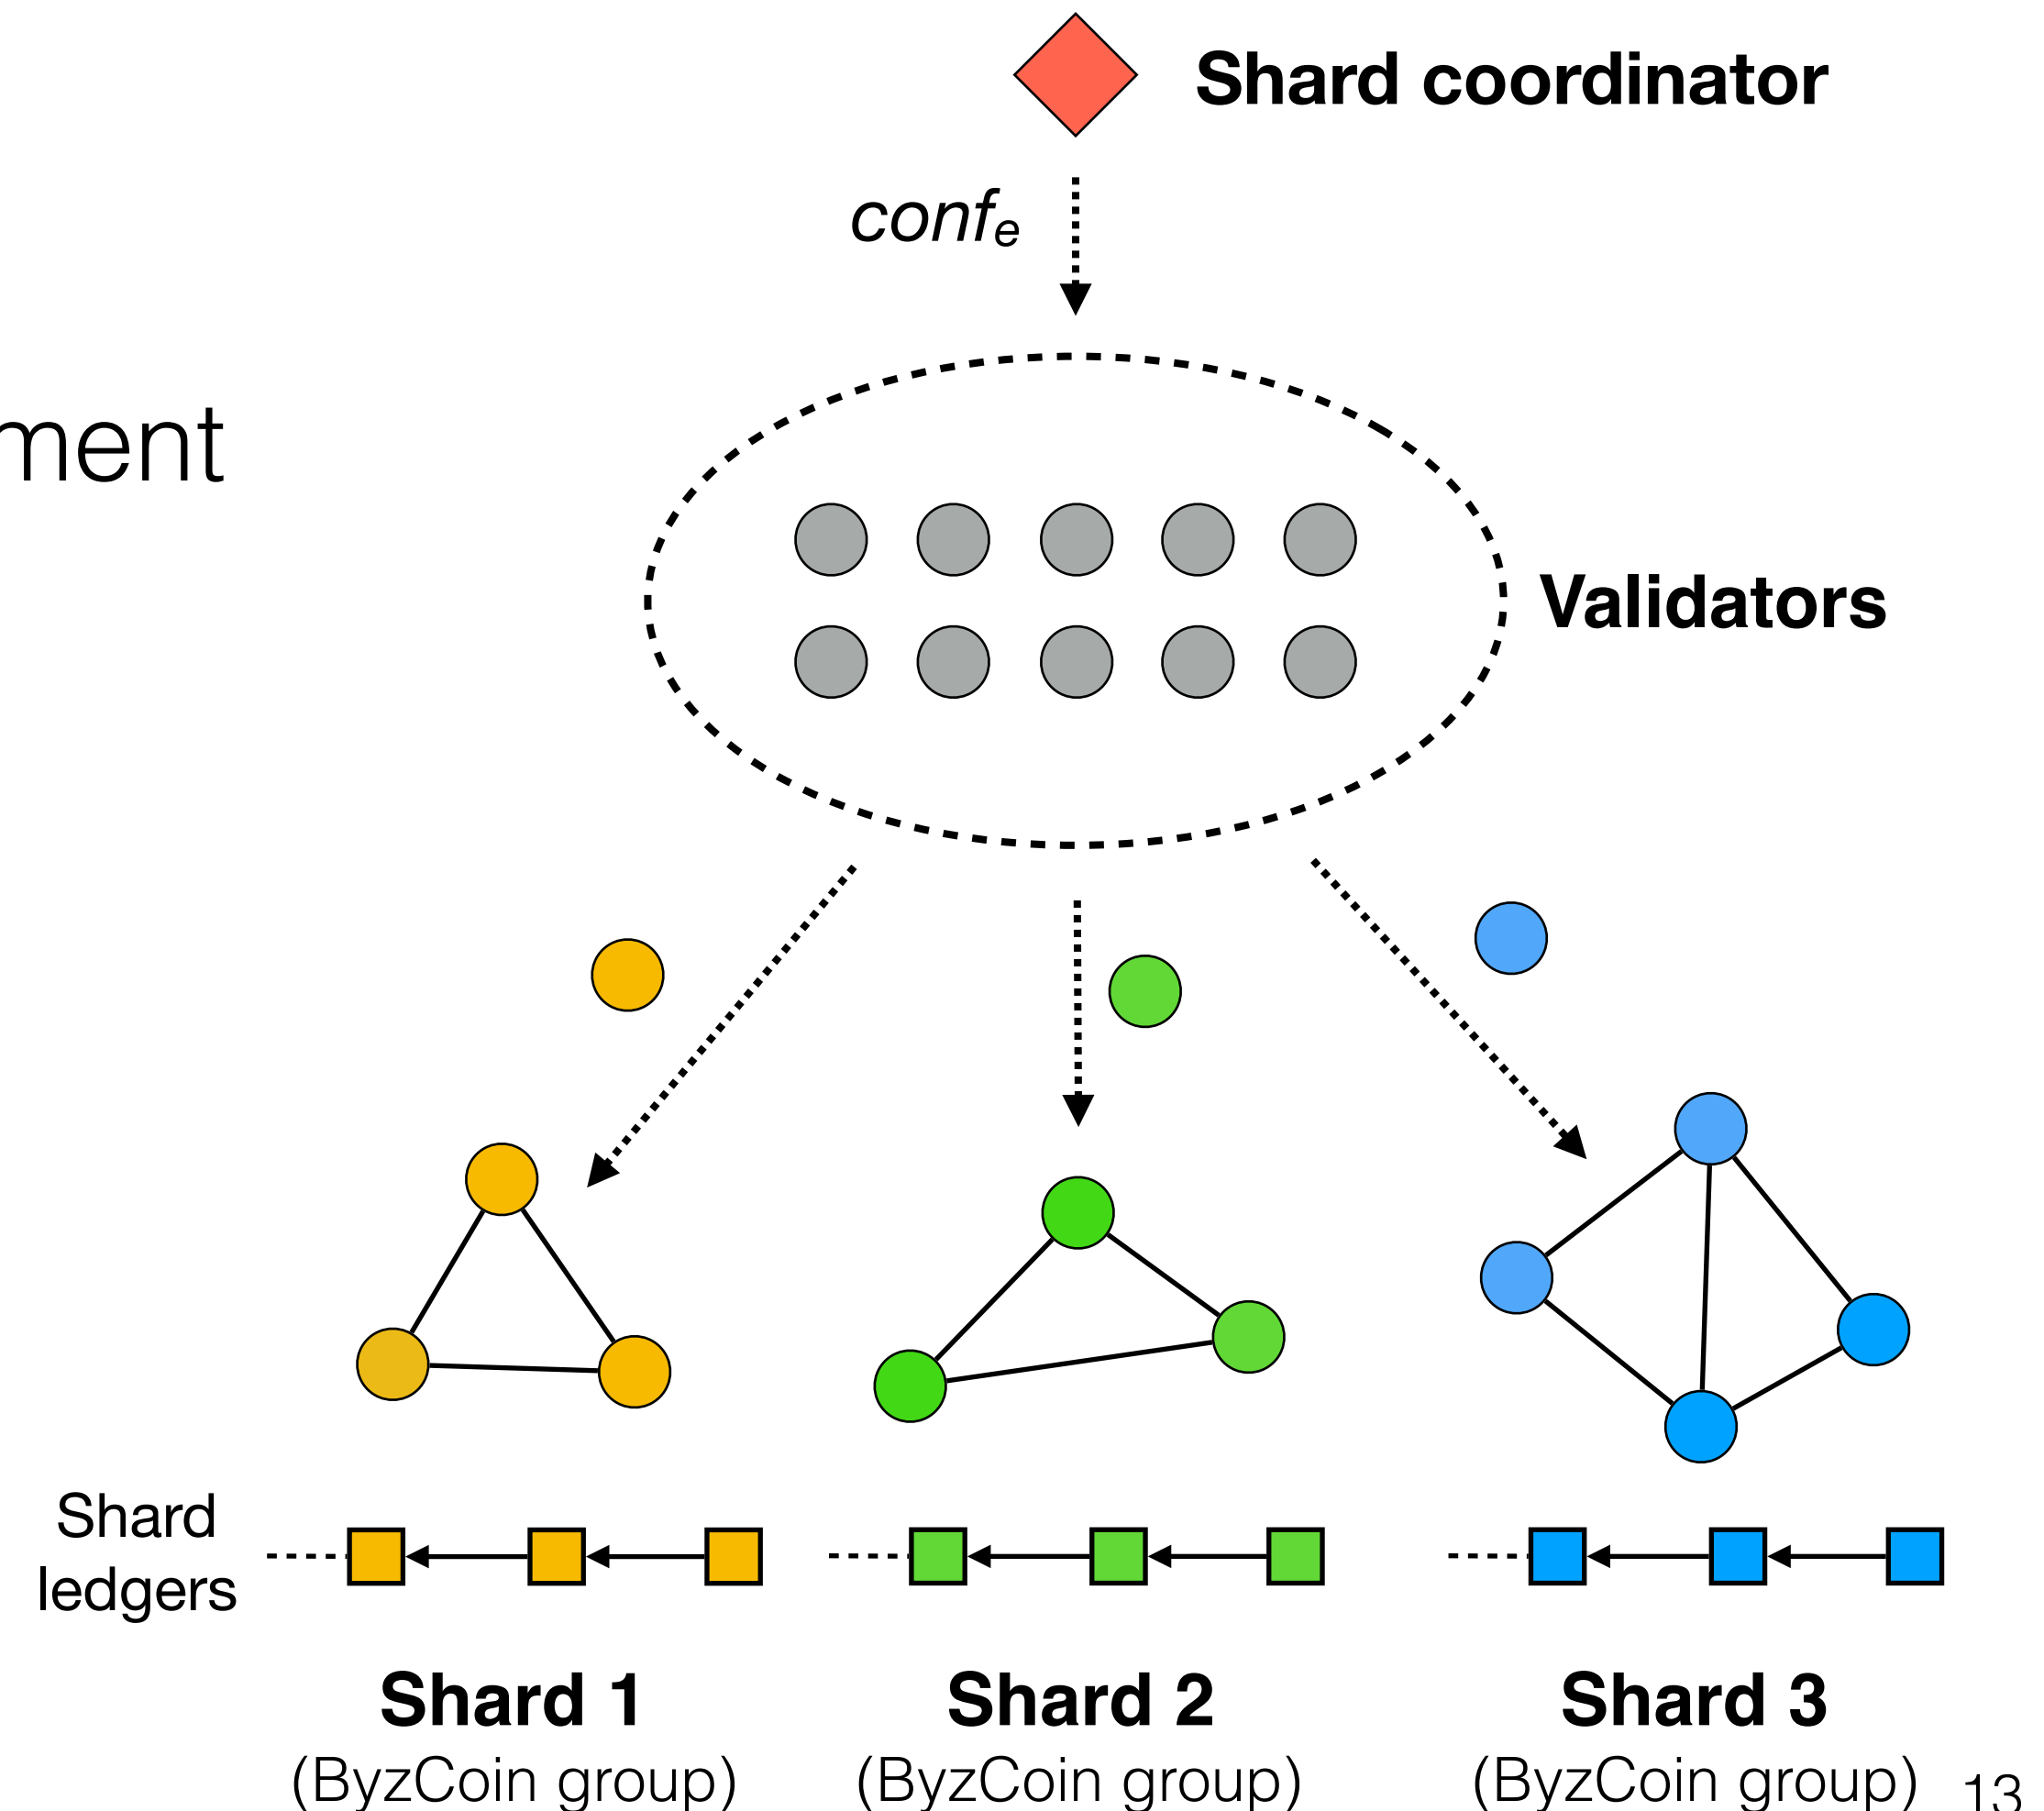 Shard coordinator
confe
ment
Validators
Shard
ledgers
Shard 1
Shard 2
Shard 3
(ByzCoin group)
(ByzCoin group)
(ByzCoin group)
13